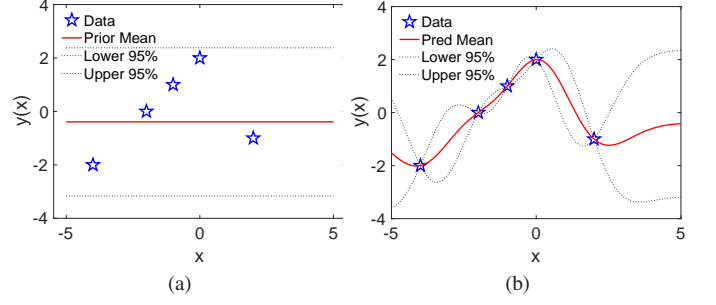 Data
Prior Mean
Lower 95%
Upper 95%
4
2
0
-2
-4
y(x)
-5
0
5
x
(a)
Data
Pred Mean
Lower 95%
Upper 95%
4
2
0
-2
-4
y(x)
-5
0
5
x
(b)